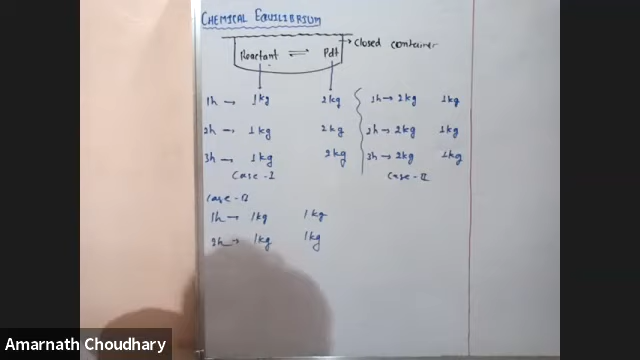 CHEMICAL EQUILIBRIUM
Reactant ⇌ Pdt → Closed container
1h → 1kg 2kg
2h → 1kg 2kg
3h → 1kg 2kg
Case - I
1h → 2kg 1kg
2h → 2kg 1kg
3h → 2kg 1kg
Case - II
Case - III
1h → 1kg 1kg
2h → 1kg 1kg
Amarnath Choudhary